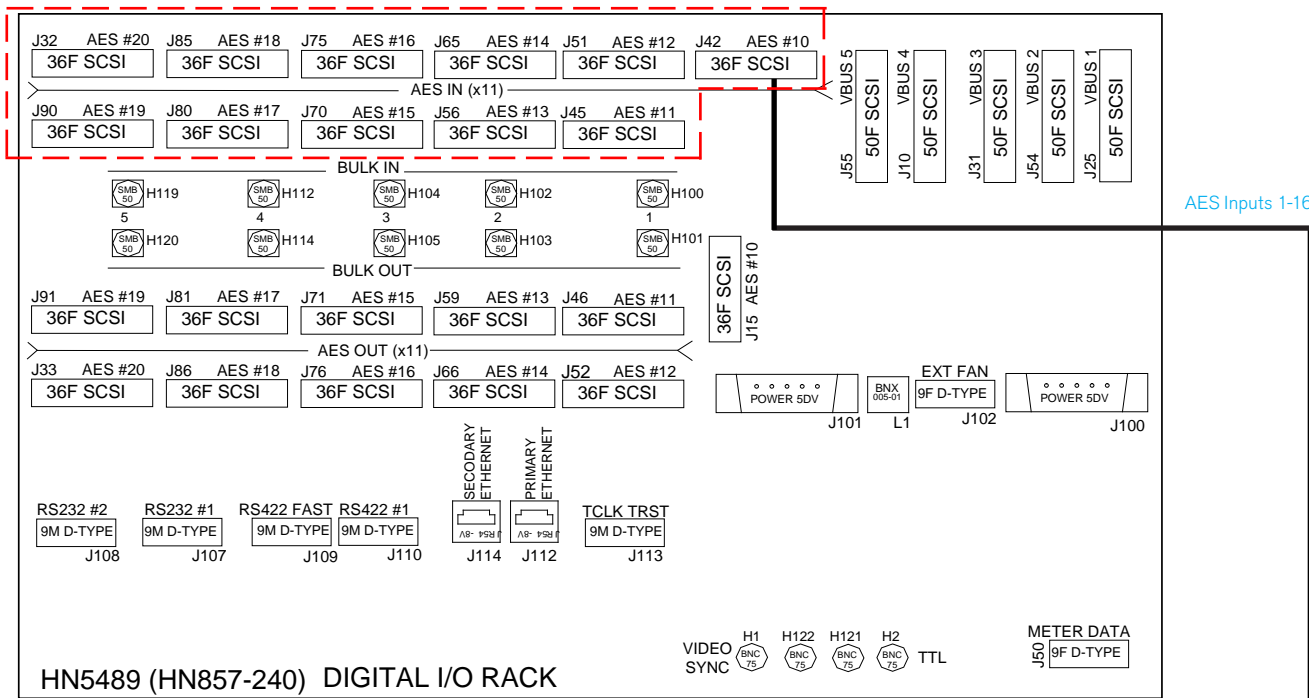 J32 AES #20 J85 AES #18 J75 AES #16 J65 AES #14 J51 AES #12 J42 AES #10
36F SCSI 36F SCSI 36F SCSI 36F SCSI 36F SCSI 36F SCSI
AES IN (x11)
J90 AES #19 J80 AES #17 J70 AES #15 J56 AES #13 J45 AES #11
36F SCSI 36F SCSI 36F SCSI 36F SCSI 36F SCSI
J55 VBUS 5 50F SCSI
J10 VBUS 4 50F SCSI
J31 VBUS 3 50F SCSI
J54 VBUS 2 50F SCSI
J25 VBUS 1 50F SCSI
AES Inputs 1-16
BULK IN
SMB 50 H119 SMB 50 H112 SMB 50 H104 SMB 50 H102 SMB 50 H100
5 4 3 2 1
SMB 50 H120 SMB 50 H114 SMB 50 H105 SMB 50 H103 SMB 50 H101
BULK OUT
36F SCSI
J15 AES #10
J91 AES #19 J81 AES #17 J71 AES #15 J59 AES #13 J46 AES #11
36F SCSI 36F SCSI 36F SCSI 36F SCSI 36F SCSI
AES OUT (x11)
J33 AES #20 J86 AES #18 J76 AES #16 J66 AES #14 J52 AES #12
36F SCSI 36F SCSI 36F SCSI 36F SCSI 36F SCSI
EXT FAN
POWER 5DV BNX 005-01 9F D-TYPE POWER 5DV
J101 L1 J102 J100
SECODARY ETHERNET
PRIMARY ETHERNET
RS232 #2 RS232 #1 RS422 FAST RS422 #1 TCLK TRST
9M D-TYPE 9M D-TYPE 9M D-TYPE 9M D-TYPE JR54 -8V JR54 -8V 9M D-TYPE
J108 J107 J109 J110 J114 J112 J113
H1 H122 H121 H2
VIDEO SYNC BNC 75 BNC 75 BNC 75 BNC 75 TTL
METER DATA
J50 9F D-TYPE
HN5489 (HN857-240) DIGITAL I/O RACK